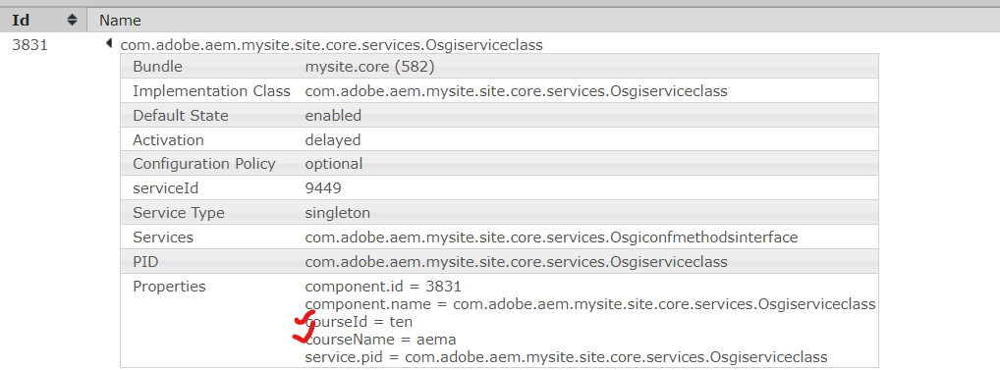 Id Name
3831 com.adobe.aem.mysite.site.core.services.Osgiserviceclass
Bundle mysite.core (582)
Implementation Class com.adobe.aem.mysite.site.core.services.Osgiserviceclass
Default State enabled
Activation delayed
Configuration Policy optional
serviceId 9449
Service Type singleton
Services com.adobe.aem.mysite.site.core.services.Osgiconfmethodsinterface
PID com.adobe.aem.mysite.site.core.services.Osgiserviceclass
Properties component.id = 3831
component.name = com.adobe.aem.mysite.site.core.services.Osgiserviceclass
courseId = ten
courseName = aema
service.pid = com.adobe.aem.mysite.site.core.services.Osgiserviceclass